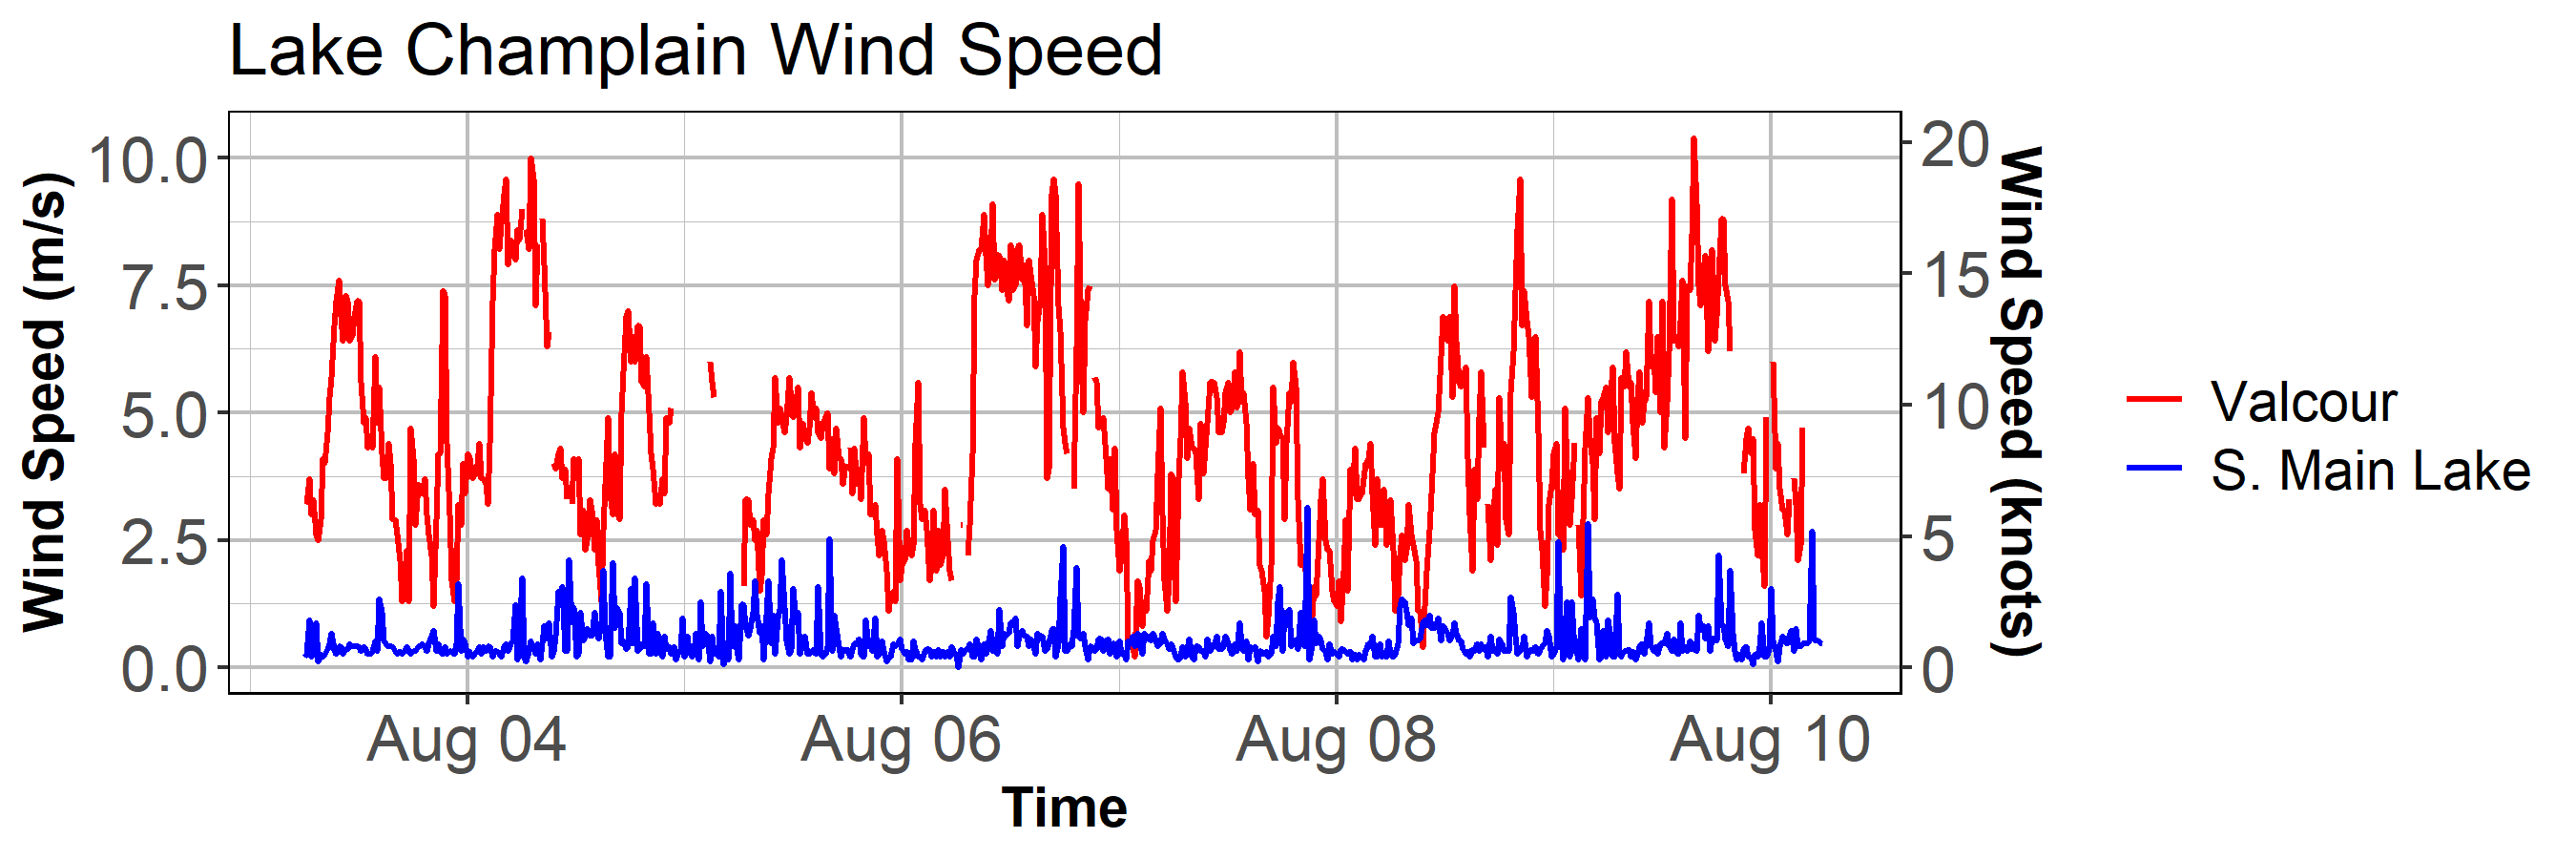 Lake Champlain Wind Speed
Wind Speed (m/s)
10.0
7.5
5.0
2.5
0.0
20
15
10
5
0
Wind Speed (knots)
Aug 04
Aug 06
Aug 08
Aug 10
Time
Valcour
S. Main Lake